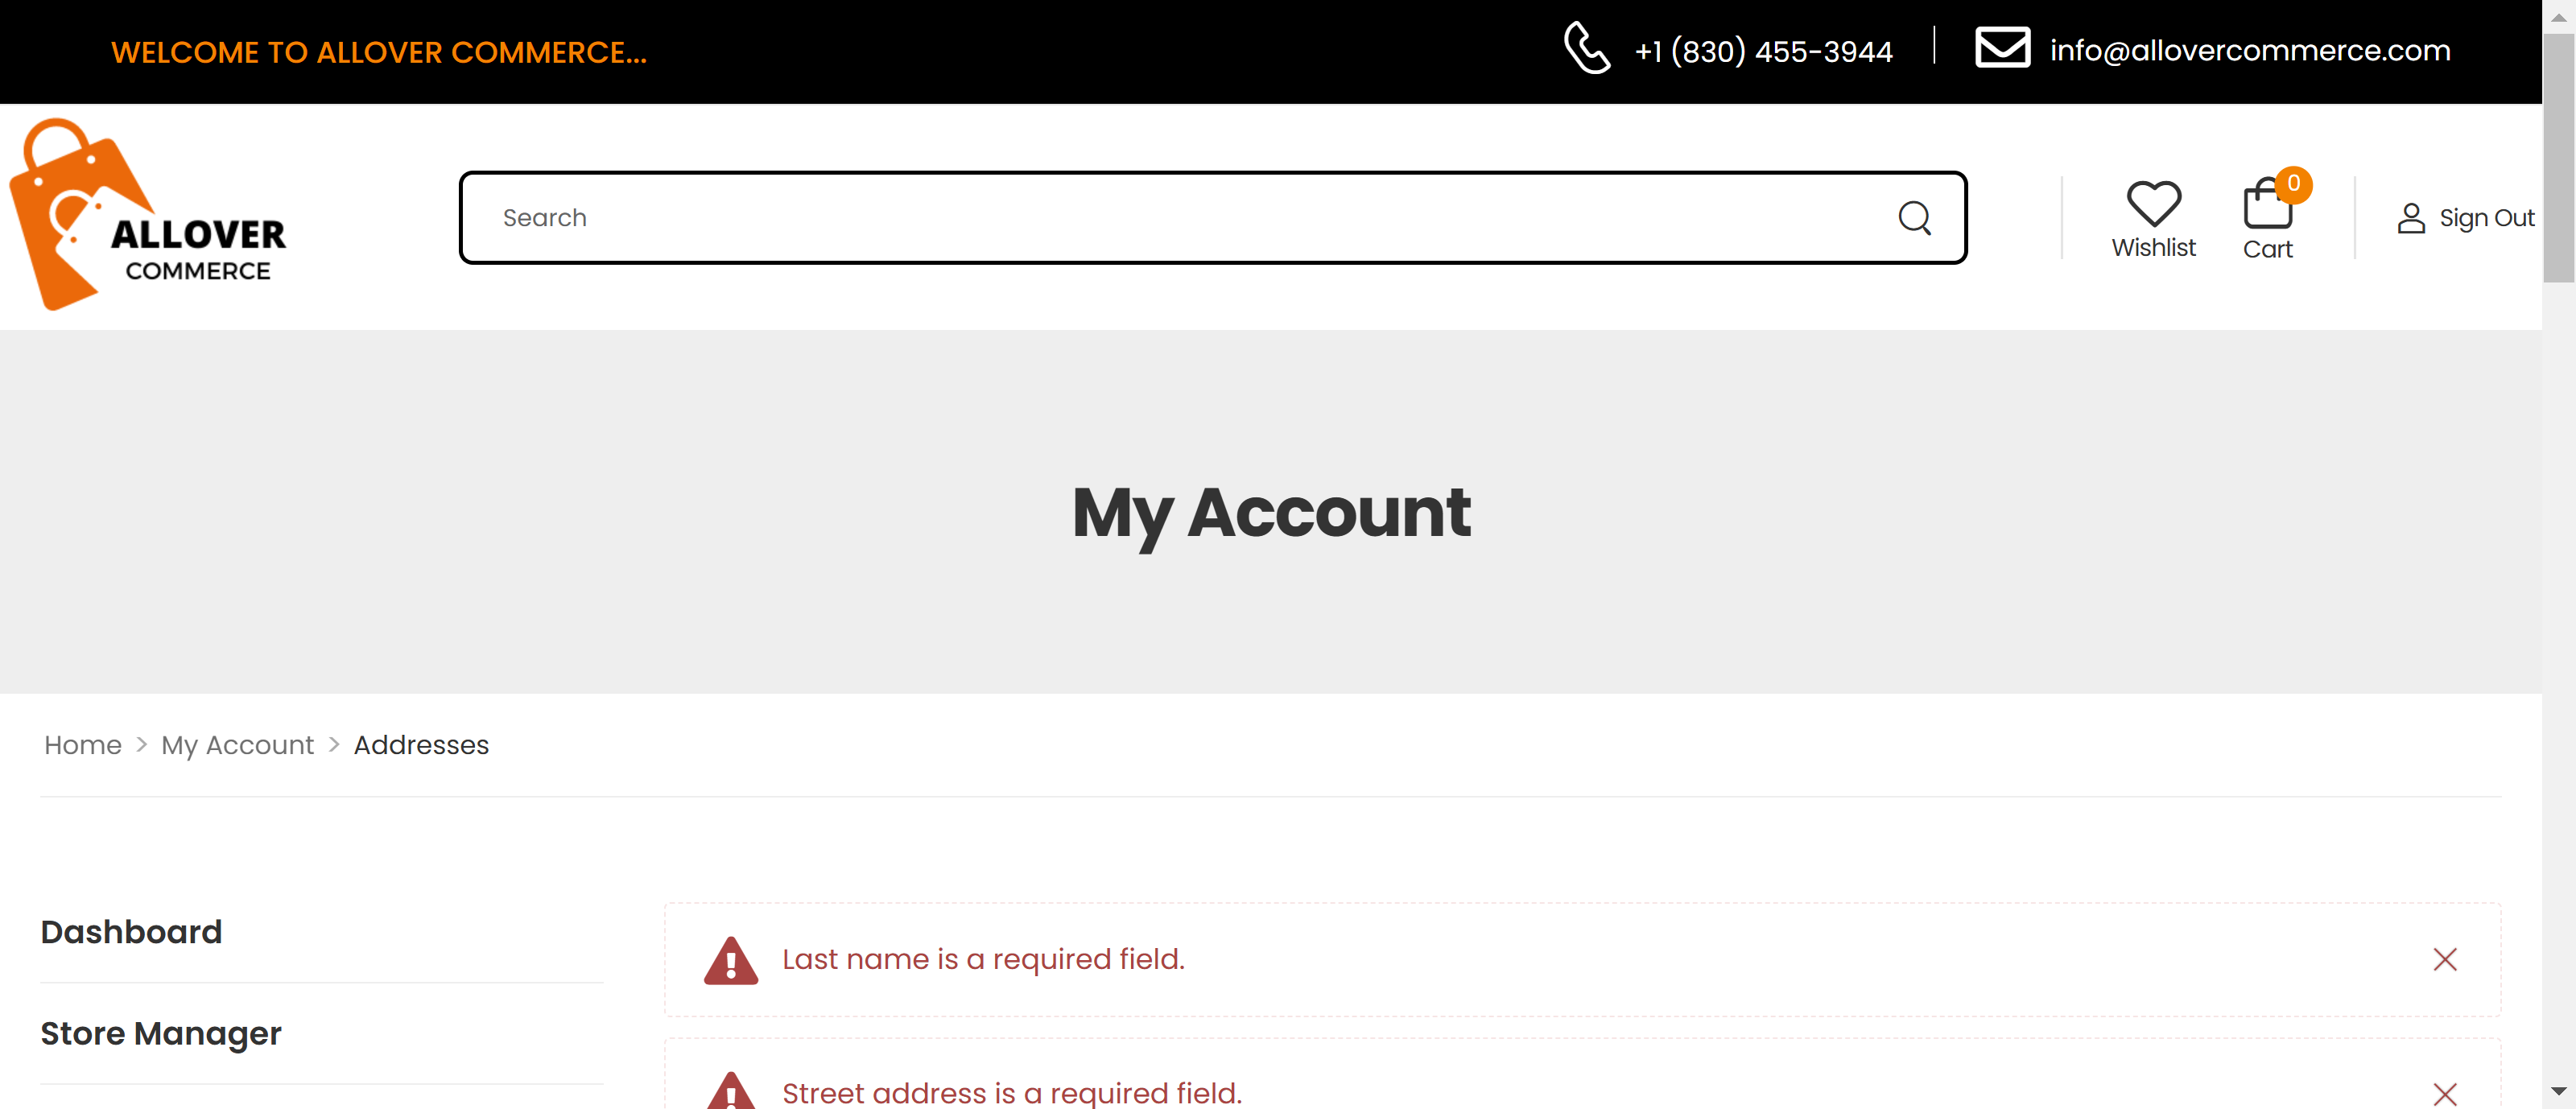 WELCOME TO ALLOVER COMMERCE...
+1 (830) 455-3944
info@allovercommerce.com
ALLOVER
COMMERCE
Search
0
Wishlist
Cart
Sign Out
My Account
Home > My Account > Addresses
Dashboard
Last name is a required field.
Store Manager
Street address is a required field.